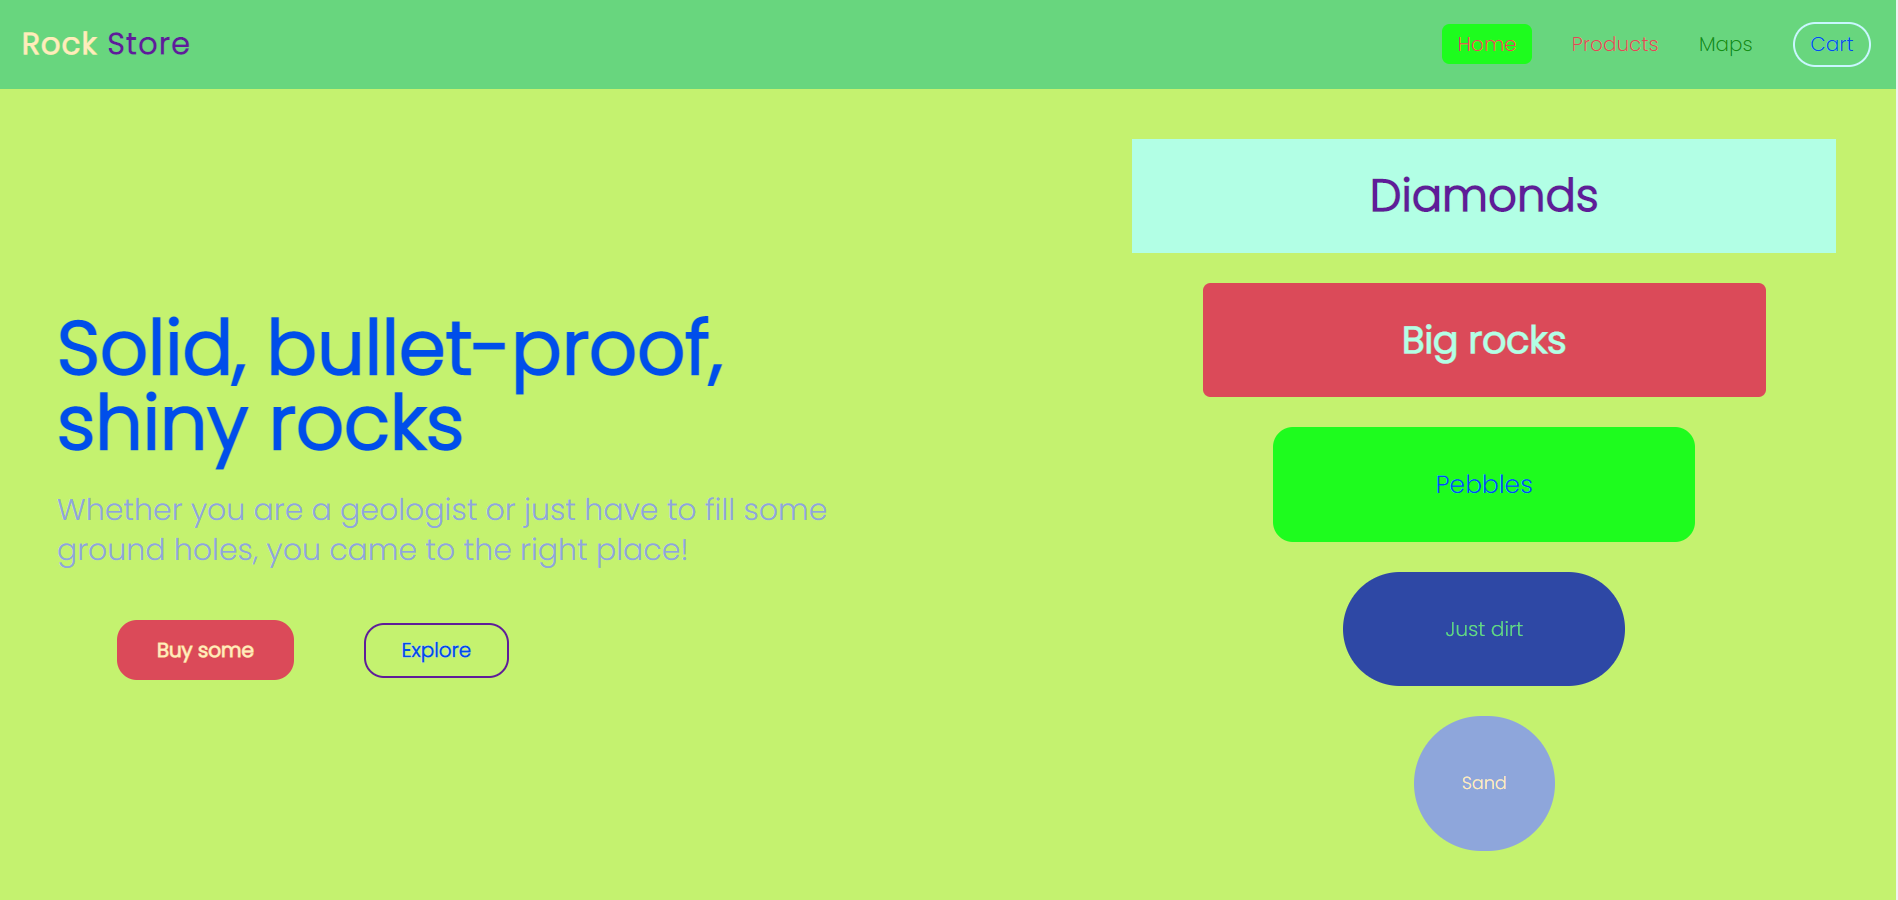 Rock Store
Home
Products
Maps
Cart
Solid, bullet-proof,
shiny rocks
Whether you are a geologist or just have to fill some
ground holes, you came to the right place!
Buy some
Explore
Diamonds
Big rocks
Pebbles
Just dirt
Sand